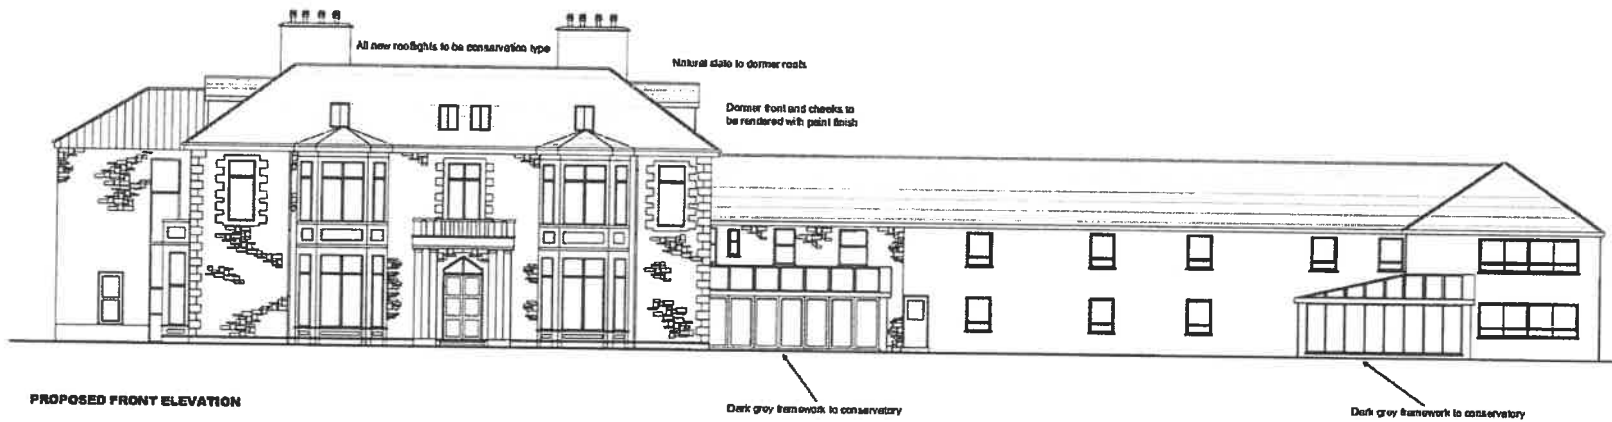 All new rooflights to be conservation type
Natural slate to dormer roofs
Dormer front and cheeks to
be rendered with paint finish
PROPOSED FRONT ELEVATION
Dark grey framework to conservatory
Dark grey framework to conservatory